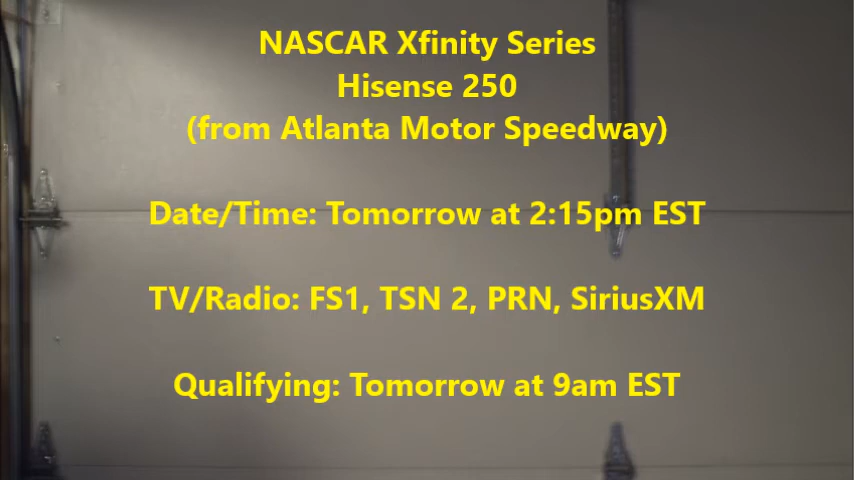 NASCAR Xfinity Series
Hisense 250
(from Atlanta Motor Speedway)
Date/Time: Tomorrow at 2:15pm EST
TV/Radio: FS1, TSN 2, PRN, SiriusXM
Qualifying: Tomorrow at 9am EST